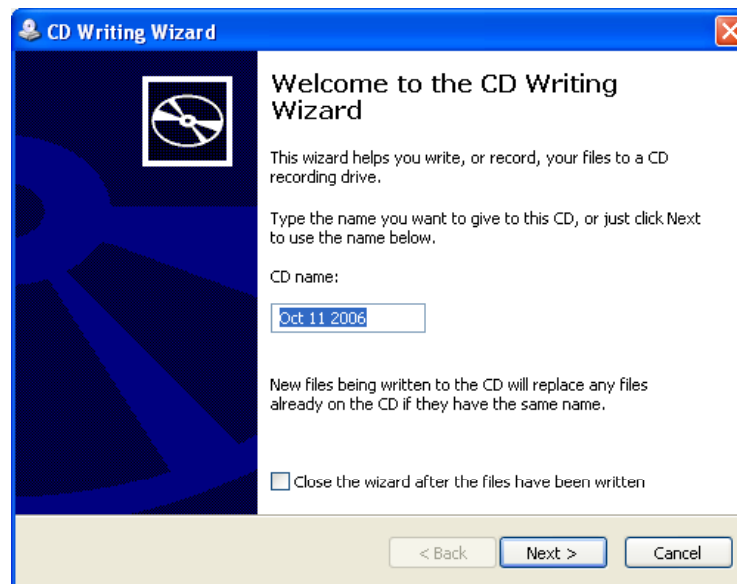 CD Writing Wizard
Welcome to the CD Writing
Wizard
This wizard helps you write, or record, your files to a CD
recording drive.
Type the name you want to give to this CD, or just click Next
to use the name below.
CD name:
Oct 11 2006
New files being written to the CD will replace any files
already on the CD if they have the same name.
Close the wizard after the files have been written
< Back Next > Cancel